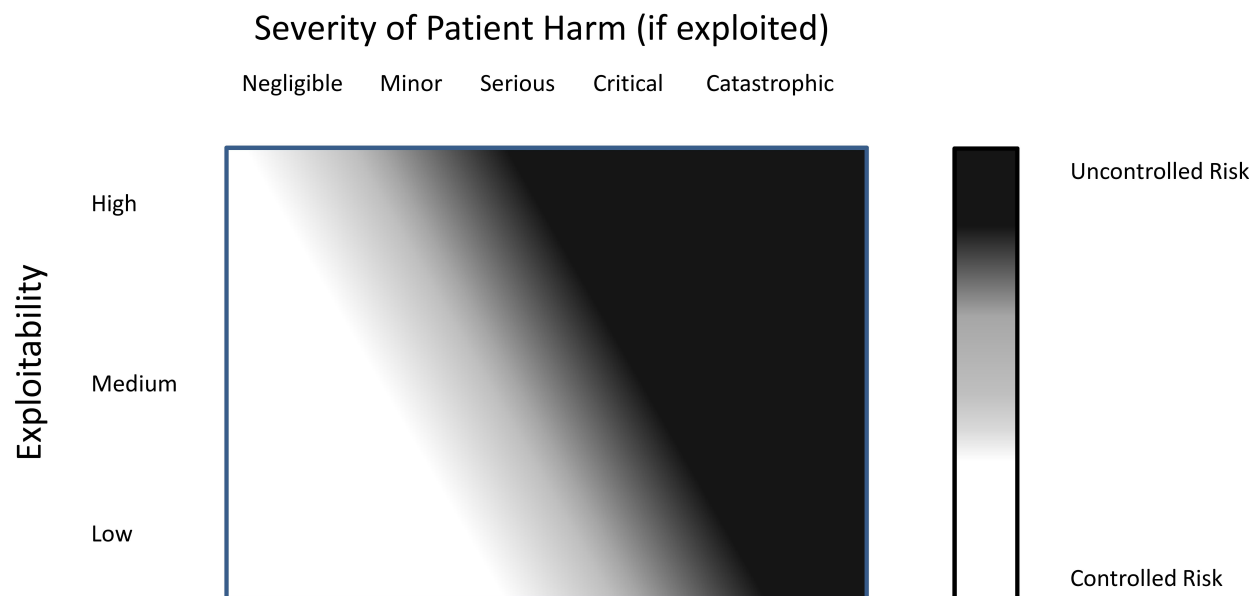 Severity of Patient Harm (if exploited)
Negligible Minor Serious Critical Catastrophic
Uncontrolled Risk
High
Exploitability
Medium
Low
Controlled Risk